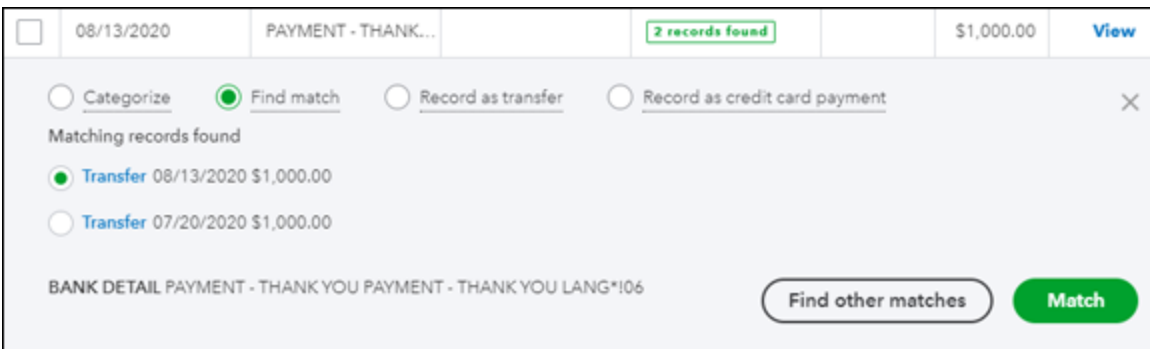 08/13/2020 PAYMENT - THANK... 2 records found $1,000.00 View
Categorize Find match Record as transfer Record as credit card payment
Matching records found
Transfer 08/13/2020 $1,000.00
Transfer 07/20/2020 $1,000.00
BANK DETAIL PAYMENT - THANK YOU PAYMENT - THANK YOU LANG*!06
Find other matches Match